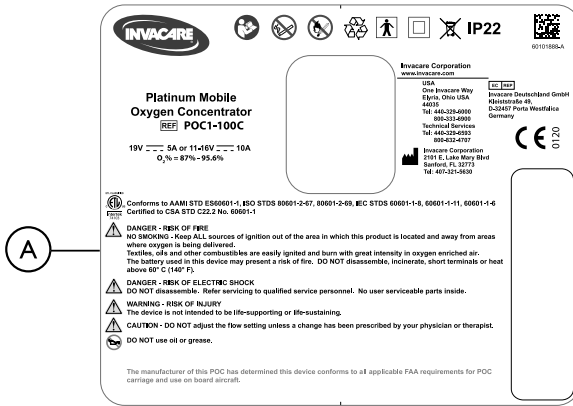 INVACARE
IP22
60101888-A
Platinum Mobile
Oxygen Concentrator
REF POC1-100C
19V 5A or 11-16V 10A
O2% = 87% - 95.6%
Invacare Corporation
www.invacare.com
USA
One Invacare Way
Elyria, Ohio USA
44035
Tel: 440-329-6000
800-333-6900
Technical Services
Tel: 440-329-6593
800-832-4707
Invacare Corporation
2101 E. Lake Mary Blvd
Sanford, FL 32773
Tel: 407-321-5630
EC REP
Invacare Deutschland GmbH
Kleiststraße 49,
D-32457 Porta Westfalica
Germany
CE 0120
ETL
Intertek
Conforms to AAMI STD ES60601-1, ISO STDS 80601-2-67, 80601-2-69, IEC STDS 60601-1-8, 60601-1-11, 60601-1-6
Certified to CSA STD C22.2 No. 60601-1
DANGER - RISK OF FIRE
NO SMOKING - Keep ALL sources of ignition out of the area in which this product is located and away from areas
where oxygen is being delivered.
Textiles, oils and other combustibles are easily ignited and burn with great intensity in oxygen enriched air.
The battery used in this device may present a risk of fire. DO NOT disassemble, incinerate, short terminals or heat
above 60° C (140° F).
DANGER - RISK OF ELECTRIC SHOCK
DO NOT disassemble. Refer servicing to qualified service personnel. No user serviceable parts inside.
WARNING - RISK OF INJURY
The device is not intended to be life-supporting or life-sustaining.
CAUTION - DO NOT adjust the flow setting unless a change has been prescribed by your physician or therapist.
DO NOT use oil or grease.
The manufacturer of this POC has determined this device conforms to all applicable FAA requirements for POC
carriage and use on board aircraft.
A